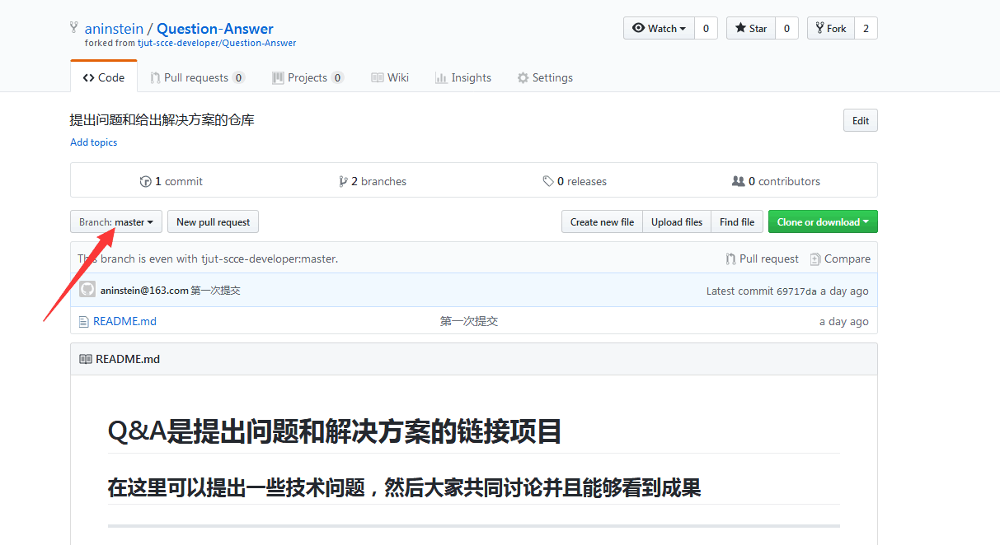 aninstein / Question-Answer
forked from tjut-scce-developer/Question-Answer
Watch 0 Star 0 Fork 2
Code Pull requests 0 Projects 0 Wiki Insights Settings
提出问题和给出解决方案的仓库
Edit
Add topics
1 commit 2 branches 0 releases 0 contributors
Branch: master New pull request Create new file Upload files Find file Clone or download
This branch is even with tjut-scce-developer:master. Pull request Compare
aninstein@163.com 第一次提交 Latest commit 69717da a day ago
README.md 第一次提交 a day ago
README.md
Q&A是提出问题和解决方案的链接项目
在这里可以提出一些技术问题，然后大家共同讨论并且能够看到成果